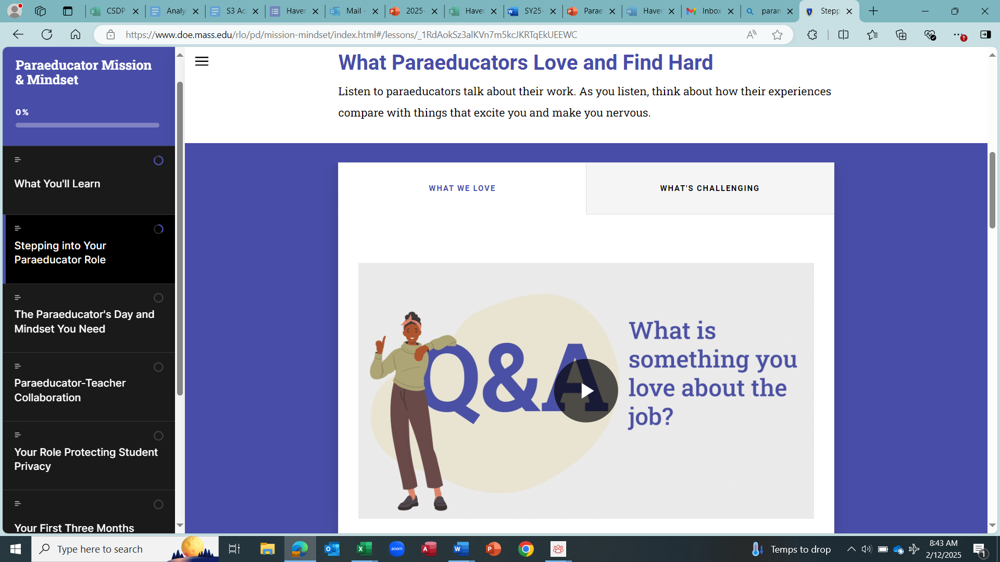 CSDP
Analys
S3 Ac
Haver
Mail -
2025-
Haver
SY25-
Parae
Haver
Inbox
param
Stepp
https://www.doe.mass.edu/rlo/pd/mission-mindset/index.html#/lessons/_1RdAokSz3alKVn7m5kcJKRTqEkUEEWC
Paraeducator Mission
& Mindset
0%
What You'll Learn
Stepping into Your
Paraeducator Role
The Paraeducator's Day and
Mindset You Need
Paraeducator-Teacher
Collaboration
Your Role Protecting Student
Privacy
Your First Three Months
What Paraeducators Love and Find Hard
Listen to paraeducators talk about their work. As you listen, think about how their experiences
compare with things that excite you and make you nervous.
WHAT WE LOVE
WHAT'S CHALLENGING
Q&A
What is
something you
love about the
job?
Type here to search
zoom
Temps to drop
8:43 AM
2/12/2025
1